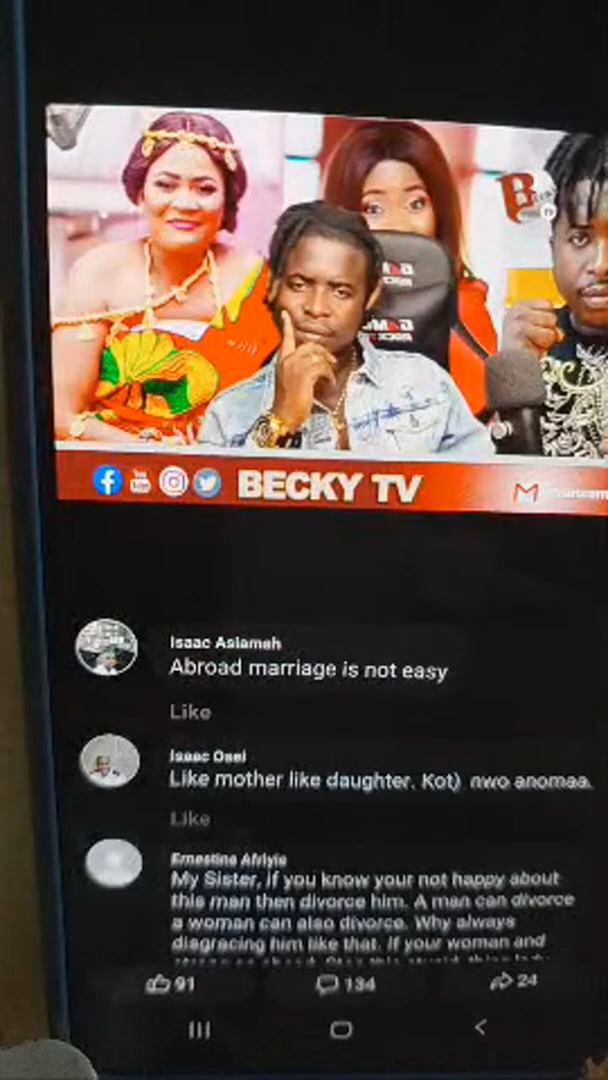 BECKY TV
Isaac Asiamah
Abroad marriage is not easy
Like
Isaac Osei
Like mother like daughter. Kot) nwo anomaa.
Like
Ernestina Afriyie
My Sister, if you know your not happy about
this man then divorce him. A man can divorce
a woman can also divorce. Why always
disgracing him like that. If your woman and
91
134
24